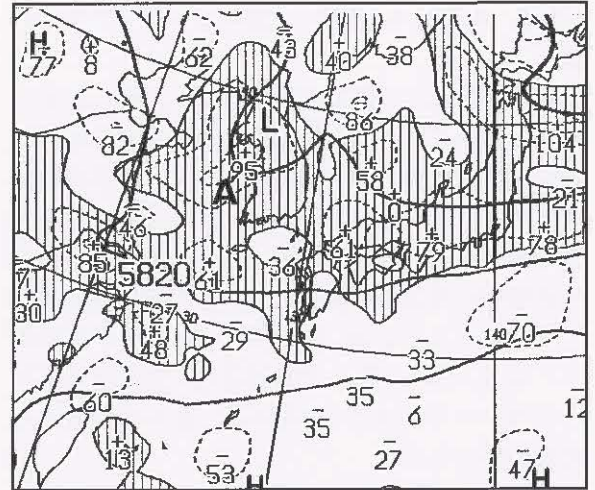 H − 62 43 + 40 − 38
77 + 8
L − 86
− 82 + 95 − 24 + 104
A + 58 + 0 − 21
− 46 + 79 + 78
+ 85 5820 + 61 − 36
+ 30 − 27 30 − 29 140 − 70
+ 48 − 33
− 60 35 − 6 12
+ 13 − 35 − 27
− 53 H − 47 H